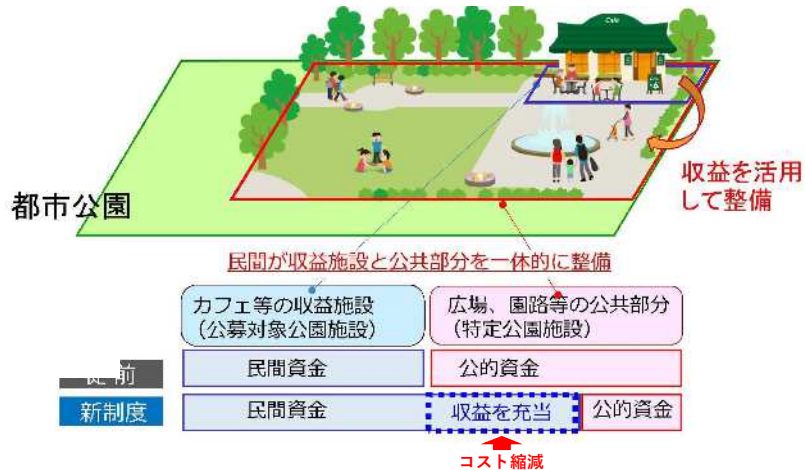 Cafe
収益を活用
して整備
都市公園
民間が収益施設と公共部分を一体的に整備
カフェ等の収益施設
(公募対象公園施設)
広場、園路等の公共部分
(特定公園施設)
民間資金
公的資金
前
新制度
民間資金
収益を充当
公的資金
コスト縮減